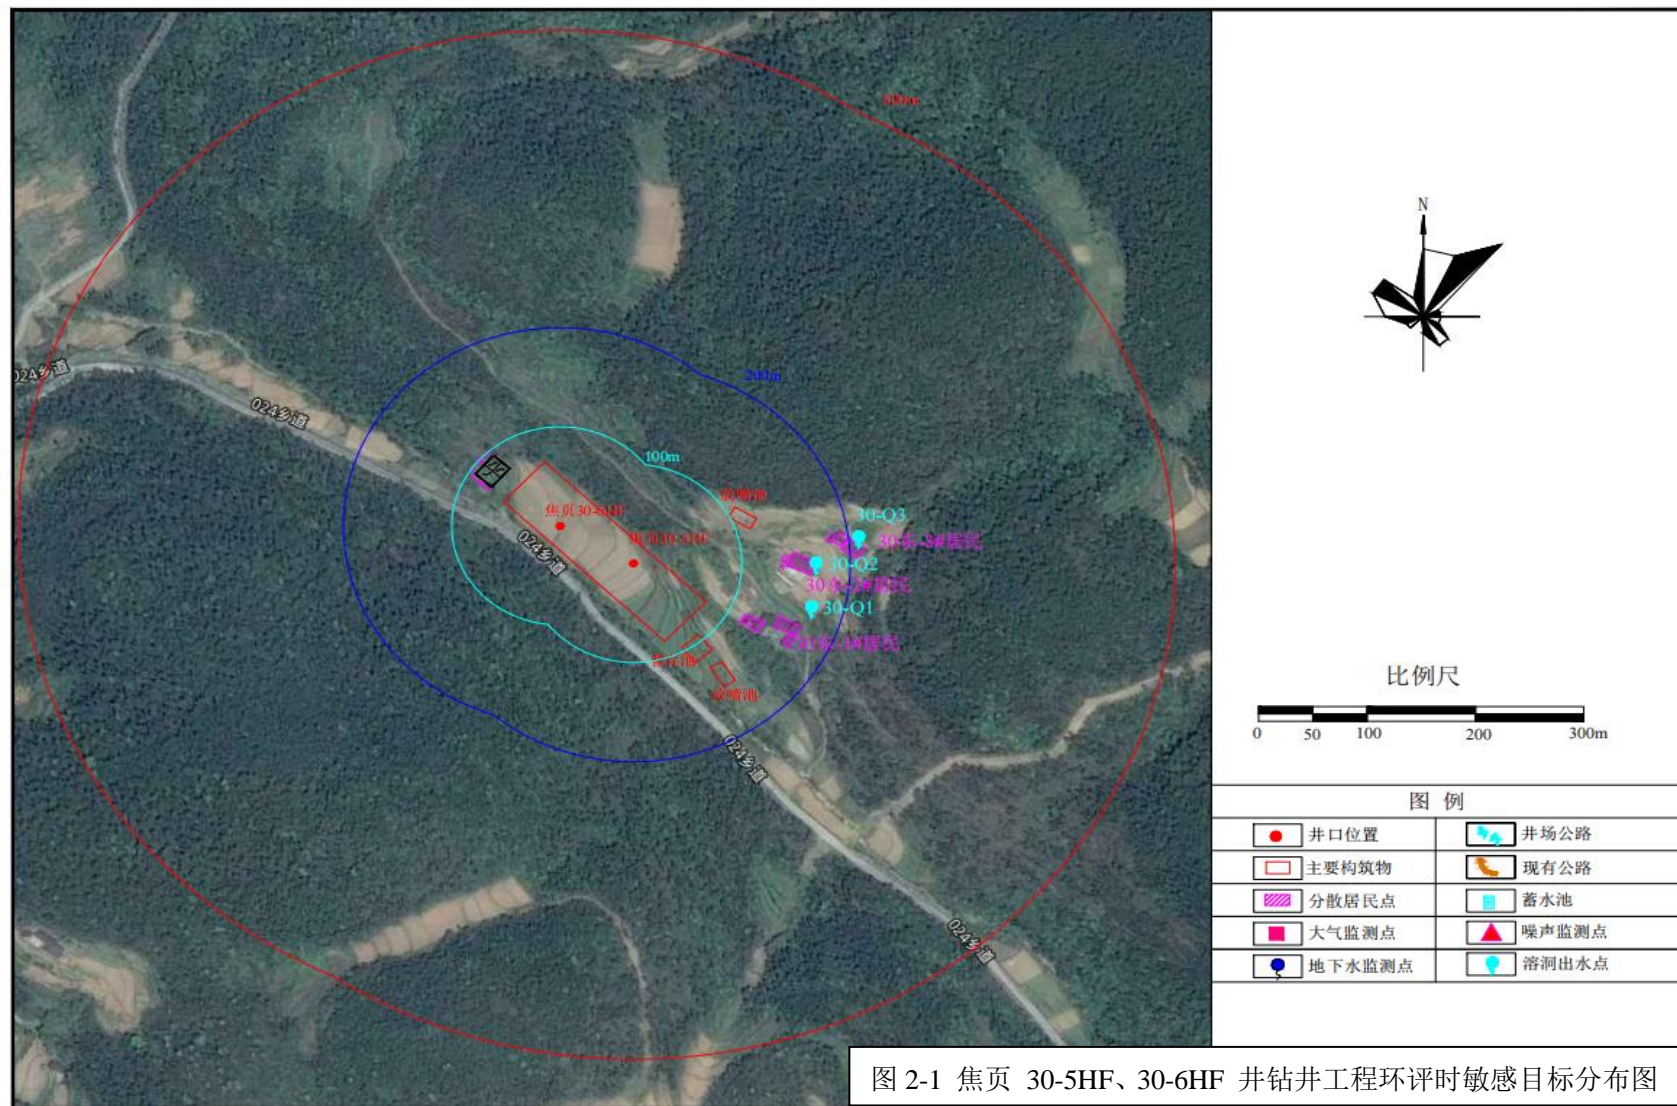 500m
N
200m
024乡道
024乡道
100m
放喷池
焦页30-6HF
焦页30-5HF
30-Q3
30东-3#居民
024乡道
30-Q2
30东-2#居民
30-Q1
30东-1#居民
放喷池
024乡道
024乡道
比例尺
0 50 100 200 300m
图 例
井口位置 井场公路
主要构筑物 现有公路
分散居民点 蓄水池
大气监测点 噪声监测点
地下水监测点 溶洞出水点
图 2-1 焦页 30-5HF、30-6HF 井钻井工程环评时敏感目标分布图